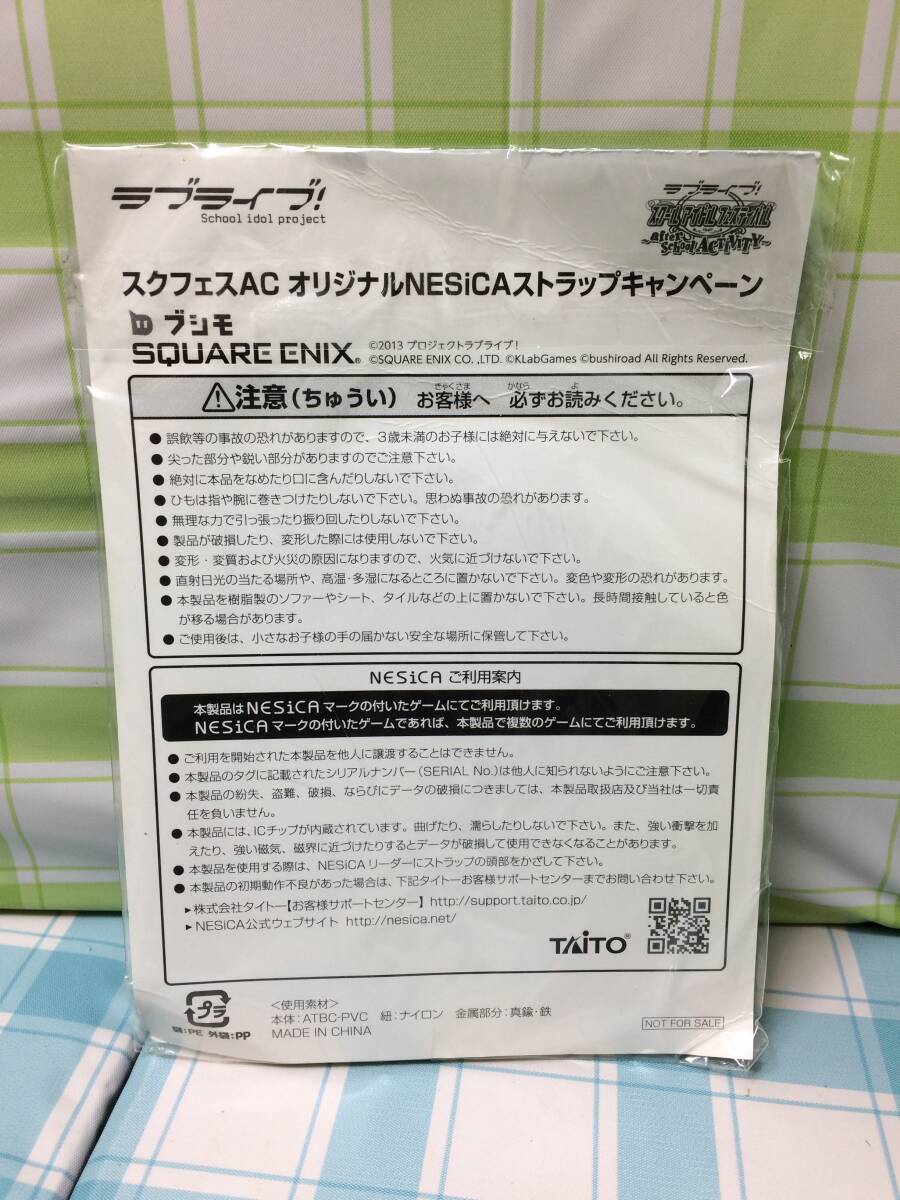 ラブライブ!
School idol project
ラブライブ!
スクールアイドルフェスティバル
~after School ACTIVITY~
スクフェスAC オリジナルNESiCAストラップキャンペーン
ブシモ
SQUARE ENIX®
©2013 プロジェクトラブライブ!
©SQUARE ENIX CO.,LTD. ©KLabGames ©bushiroad All Rights Reserved.
⚠注意(ちゅうい) お客様へ 必ずお読みください。
きゃくさま かなら よ
● 誤飲等の事故の恐れがありますので、3歳未満のお子様には絶対に与えないで下さい。
● 尖った部分や鋭い部分がありますのでご注意下さい。
● 絶対に本品をなめたり口に含んだりしないで下さい。
● ひもは指や腕に巻きつけたりしないで下さい。思わぬ事故の恐れがあります。
● 無理な力で引っ張ったり振り回したりしないで下さい。
● 製品が破損したり、変形した際には使用しないで下さい。
● 変形・変質および火災の原因になりますので、火気に近づけないで下さい。
● 直射日光の当たる場所や、高温・多湿になるところに置かないで下さい。変色や変形の恐れがあります。
● 本製品を樹脂製のソファーやシート、タイルなどの上に置かないで下さい。長時間接触していると色
が移る場合があります。
● ご使用後は、小さなお子様の手の届かない安全な場所に保管して下さい。
NESiCA ご利用案内
本製品はNESiCAマークの付いたゲームにてご利用頂けます。
NESiCAマークの付いたゲームであれば、本製品で複数のゲームにてご利用頂けます。
● ご利用を開始された本製品を他人に譲渡することはできません。
● 本製品のタグに記載されたシリアルナンバー(SERIAL No.)は他人に知られないようにご注意下さい。
● 本製品の紛失、盗難、破損、ならびにデータの破損につきましては、本製品取扱店及び当社は一切責
任を負いません。
● 本製品には、ICチップが内蔵されています。曲げたり、濡らしたりしないで下さい。また、強い衝撃を加
えたり、強い磁気、磁界に近づけたりするとデータが破損して使用できなくなることがあります。
● 本製品を使用する際は、NESiCAリーダーにストラップの頭部をかざして下さい。
● 本製品の初期動作不良があった場合は、下記タイトーお客様サポートセンターまでお問い合わせ下さい。
▶株式会社タイトー【お客様サポートセンター】 http://support.taito.co.jp/
▶NESiCA公式ウェブサイト http://nesica.net/
TAITO®
プラ
袋:PE 外袋:PP
<使用素材>
本体:ATBC-PVC 紐:ナイロン 金属部分:真鍮・鉄
MADE IN CHINA
NOT FOR SALE